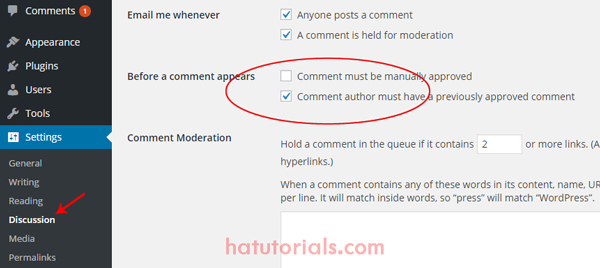 Comments 1
Appearance
Plugins
Users
Tools
Settings
General
Writing
Reading
Discussion
Media
Permalinks
Email me whenever
Anyone posts a comment
A comment is held for moderation
Before a comment appears
Comment must be manually approved
Comment author must have a previously approved comment
Comment Moderation
Hold a comment in the queue if it contains 2 or more links. (A
hyperlinks.)
When a comment contains any of these words in its content, name, UR
per line. It will match inside words, so “press” will match “WordPress”.
hatutorials.com